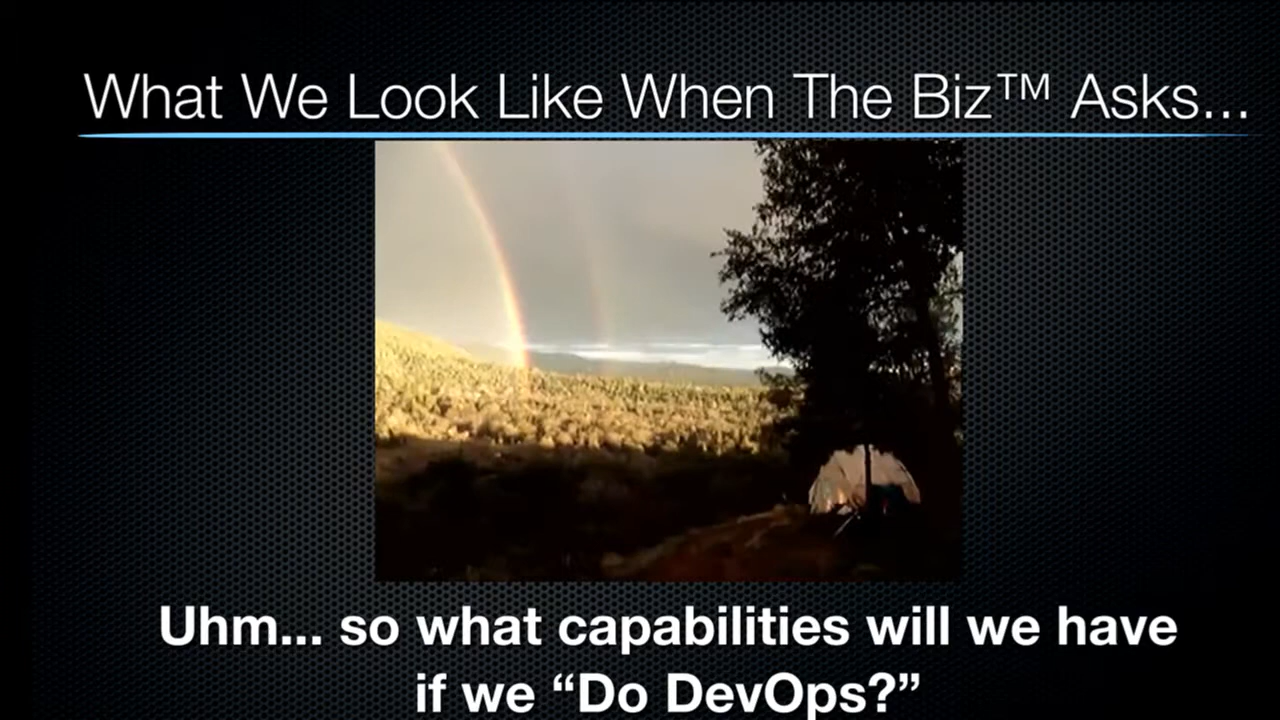 What We Look Like When The Biz™ Asks...
Uhm... so what capabilities will we have
if we “Do DevOps?”